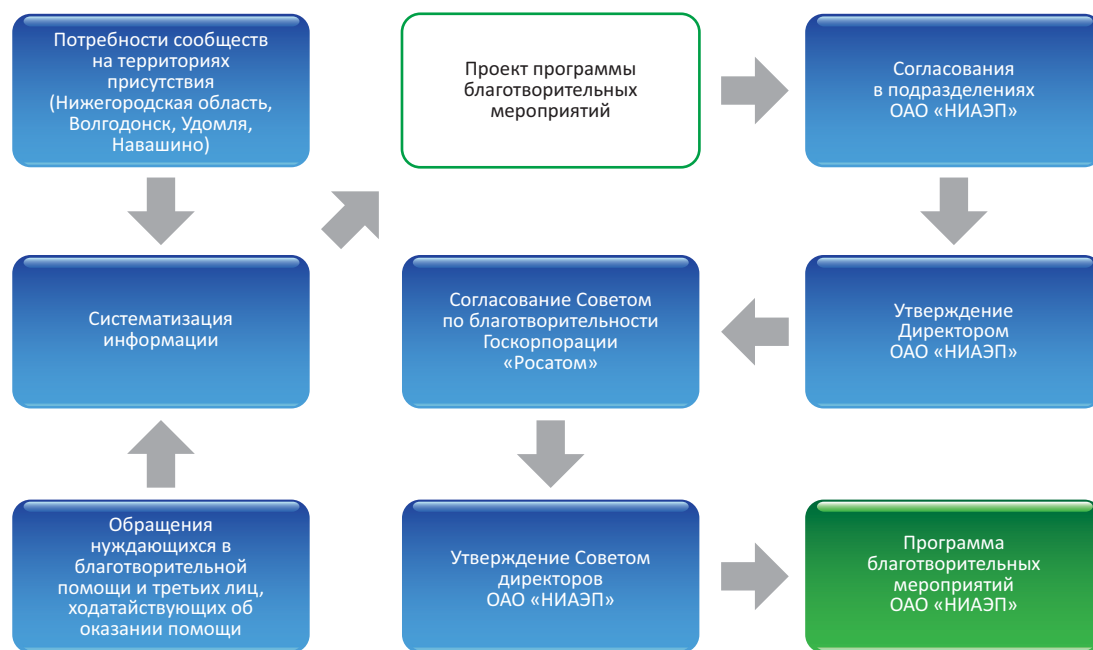 Потребности сообществ
на территориях
присутствия
(Нижегородская область,
Волгодонск, Удомля,
Навашино)
Проект программы
благотворительных
мероприятий
Согласования
в подразделениях
ОАО «НИАЭП»
Систематизация
информации
Согласование Советом
по благотворительности
Госкорпорации
«Росатом»
Утверждение
Директором
ОАО «НИАЭП»
Обращения
нуждающихся в
благотворительной
помощи и третьих лиц,
ходатайствующих об
оказании помощи
Утверждение Советом
директоров
ОАО «НИАЭП»
Программа
благотворительных
мероприятий
ОАО «НИАЭП»